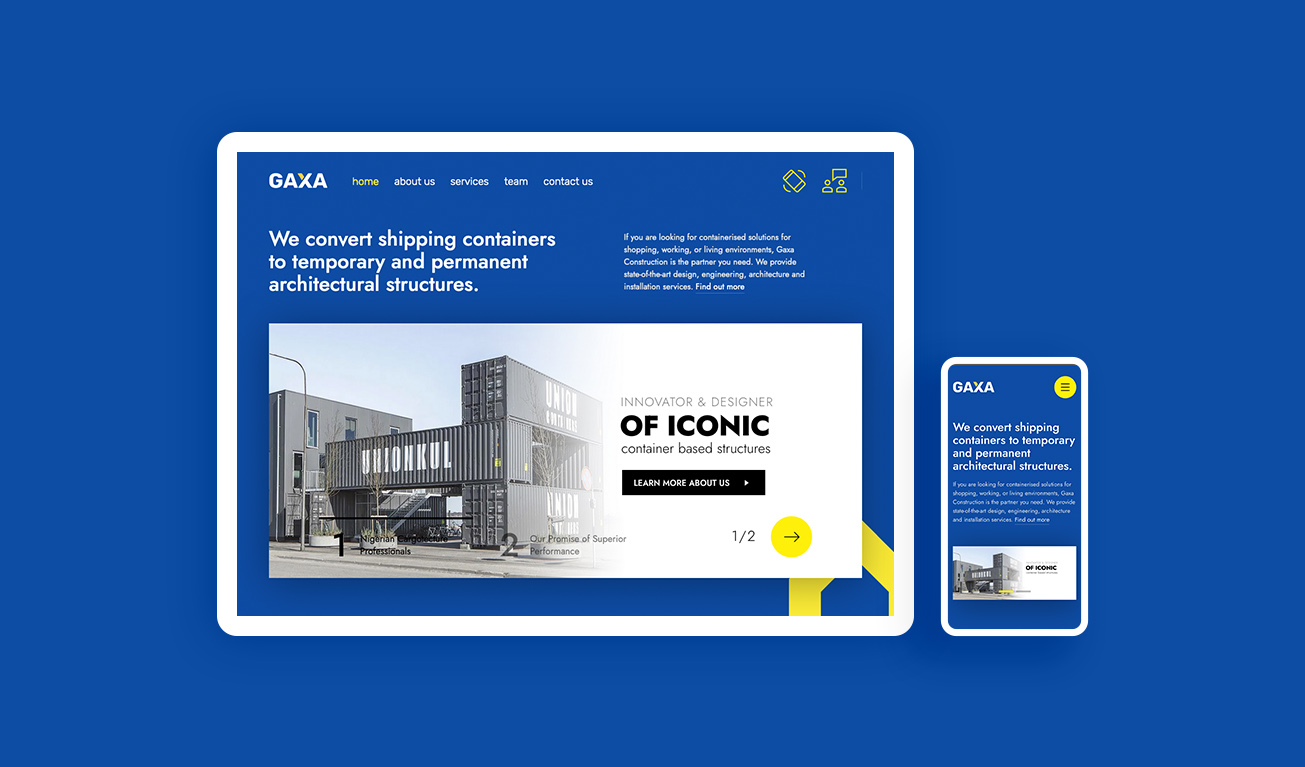 GAXA
home about us services team contact us
We convert shipping containers
to temporary and permanent
architectural structures.
If you are looking for containerised solutions for
shopping, working, or living environments, Gaxa
Construction is the partner you need. We provide
state-of-the-art design, engineering, architecture and
installation services. Find out more
UNION
UNIONKUL
UNION
INNOVATOR & DESIGNER
OF ICONIC
container based structures
LEARN MORE ABOUT US
1 Nigerian Cargotecture
Professionals
2 Our Promise of Superior
Performance
1/2
GAXA
We convert shipping
containers to temporary
and permanent
architectural structures.
If you are looking for containerised solutions for
shopping, working, or living environments, Gaxa
Construction is the partner you need. We provide
state-of-the-art design, engineering, architecture
and installation services. Find out more
UNIONKUL
OF ICONIC